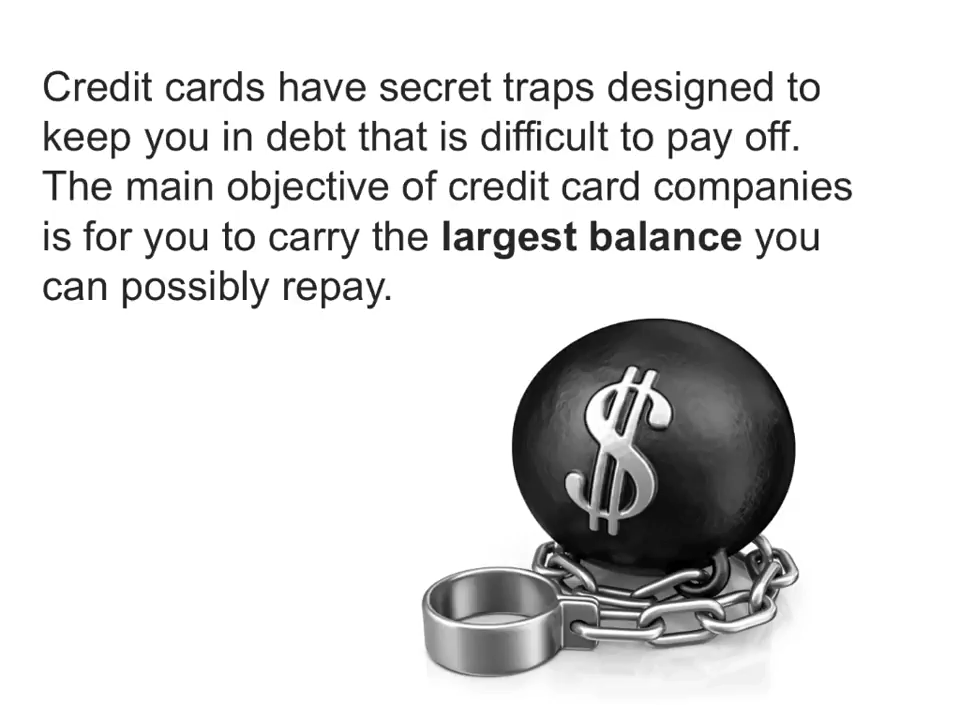 Credit cards have secret traps designed to
keep you in debt that is difficult to pay off.
The main objective of credit card companies
is for you to carry the largest balance you
can possibly repay.
$